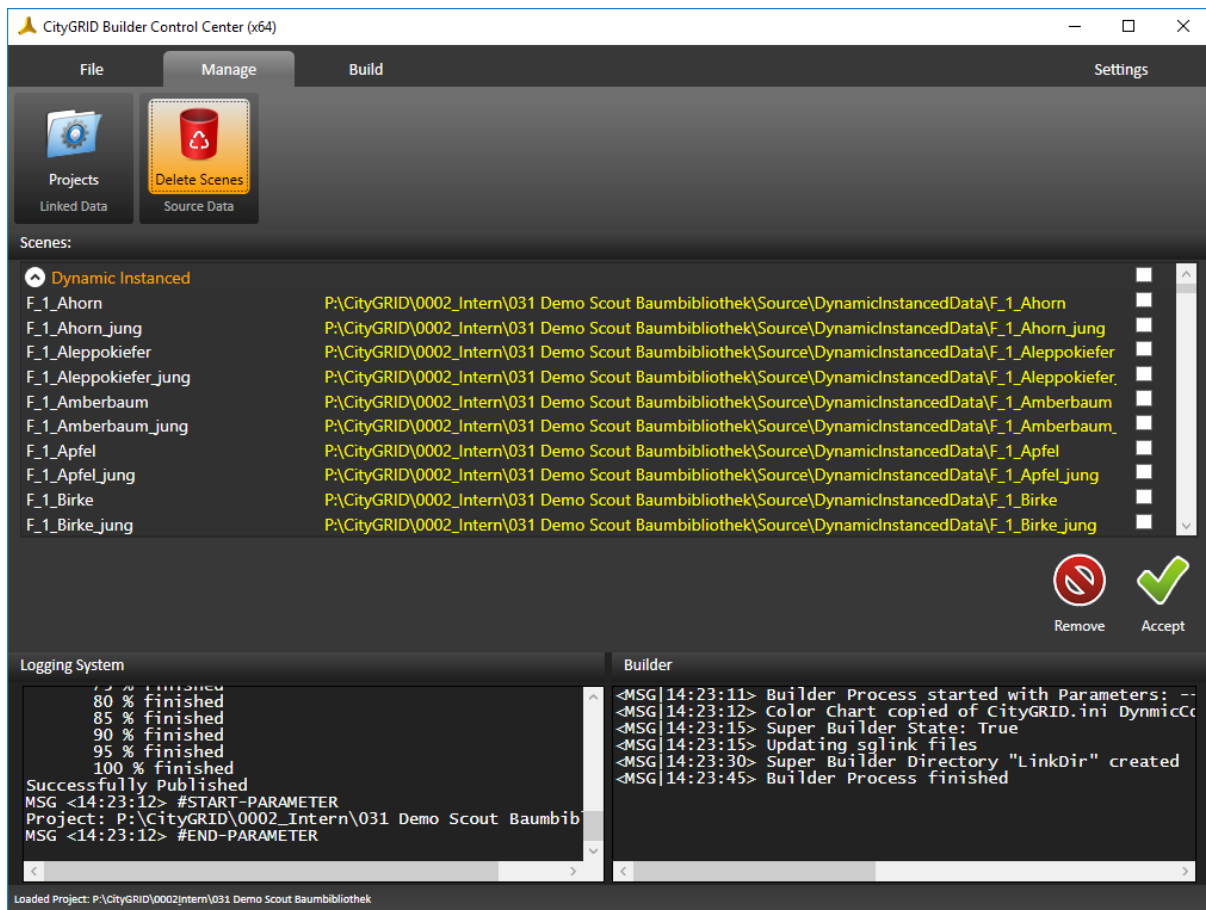 CityGRID Builder Control Center (x64)
File Manage Build Settings
Projects Delete Scenes
Linked Data Source Data
Scenes:
Dynamic Instanced
F_1_Ahorn P:\CityGRID\0002_Intern\031 Demo Scout Baumbibliothek\Source\DynamicInstancedData\F_1_Ahorn
F_1_Ahorn_jung P:\CityGRID\0002_Intern\031 Demo Scout Baumbibliothek\Source\DynamicInstancedData\F_1_Ahorn_jung
F_1_Aleppokiefer P:\CityGRID\0002_Intern\031 Demo Scout Baumbibliothek\Source\DynamicInstancedData\F_1_Aleppokiefer
F_1_Aleppokiefer_jung P:\CityGRID\0002_Intern\031 Demo Scout Baumbibliothek\Source\DynamicInstancedData\F_1_Aleppokiefer_
F_1_Amberbaum P:\CityGRID\0002_Intern\031 Demo Scout Baumbibliothek\Source\DynamicInstancedData\F_1_Amberbaum
F_1_Amberbaum_jung P:\CityGRID\0002_Intern\031 Demo Scout Baumbibliothek\Source\DynamicInstancedData\F_1_Amberbaum_
F_1_Apfel P:\CityGRID\0002_Intern\031 Demo Scout Baumbibliothek\Source\DynamicInstancedData\F_1_Apfel
F_1_Apfel_jung P:\CityGRID\0002_Intern\031 Demo Scout Baumbibliothek\Source\DynamicInstancedData\F_1_Apfel_jung
F_1_Birke P:\CityGRID\0002_Intern\031 Demo Scout Baumbibliothek\Source\DynamicInstancedData\F_1_Birke
F_1_Birke_jung P:\CityGRID\0002_Intern\031 Demo Scout Baumbibliothek\Source\DynamicInstancedData\F_1_Birke_jung
Remove Accept
Logging System
75 % finished
80 % finished
85 % finished
90 % finished
95 % finished
100 % finished
Successfully Published
MSG <14:23:12> #START-PARAMETER
Project: P:\CityGRID\0002_Intern\031 Demo Scout Baumbib
MSG <14:23:12> #END-PARAMETER
Builder
<MSG|14:23:11> Builder Process started with Parameters: --
<MSG|14:23:12> Color Chart copied of CityGRID.ini DynmicCo
<MSG|14:23:15> Super Builder State: True
<MSG|14:23:15> Updating sglink files
<MSG|14:23:30> Super Builder Directory "LinkDir" created
<MSG|14:23:45> Builder Process finished
Loaded Project: P:\CityGRID\0002Intern\031 Demo Scout Baumbibliothek